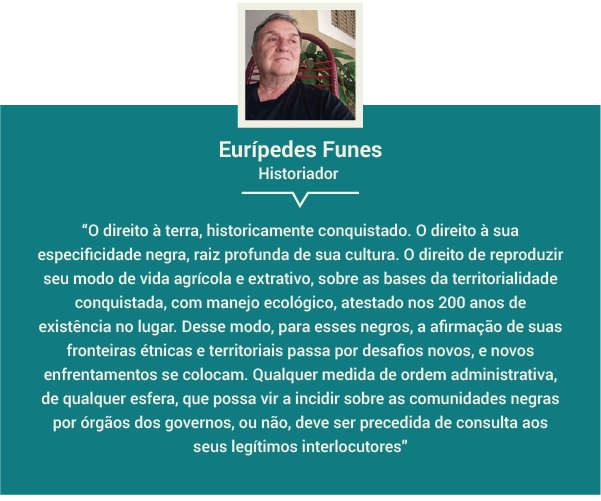 Eurípedes Funes
Historiador
“O direito à terra, historicamente conquistado. O direito à sua
especificidade negra, raiz profunda de sua cultura. O direito de reproduzir
seu modo de vida agrícola e extrativo, sobre as bases da territorialidade
conquistada, com manejo ecológico, atestado nos 200 anos de
existência no lugar. Desse modo, para esses negros, a afirmação de suas
fronteiras étnicas e territoriais passa por desafios novos, e novos
enfrentamentos se colocam. Qualquer medida de ordem administrativa,
de qualquer esfera, que possa vir a incidir sobre as comunidades negras
por órgãos dos governos, ou não, deve ser precedida de consulta aos
seus legítimos interlocutores”